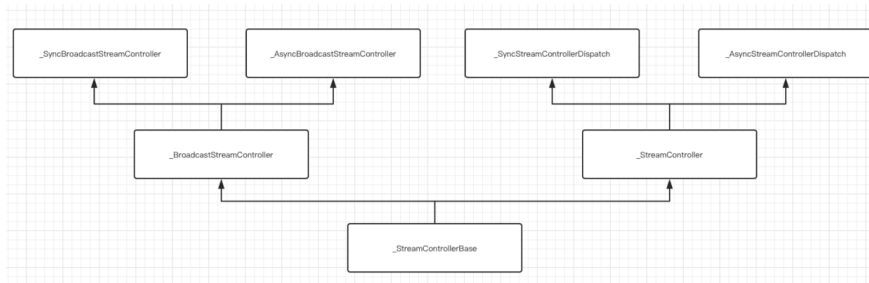 _SyncBroadcastStreamController
_AsyncBroadcastStreamController
_SyncStreamControllerDispatch
_AsyncStreamControllerDispatch
_BroadcastStreamController
_StreamController
_StreamControllerBase